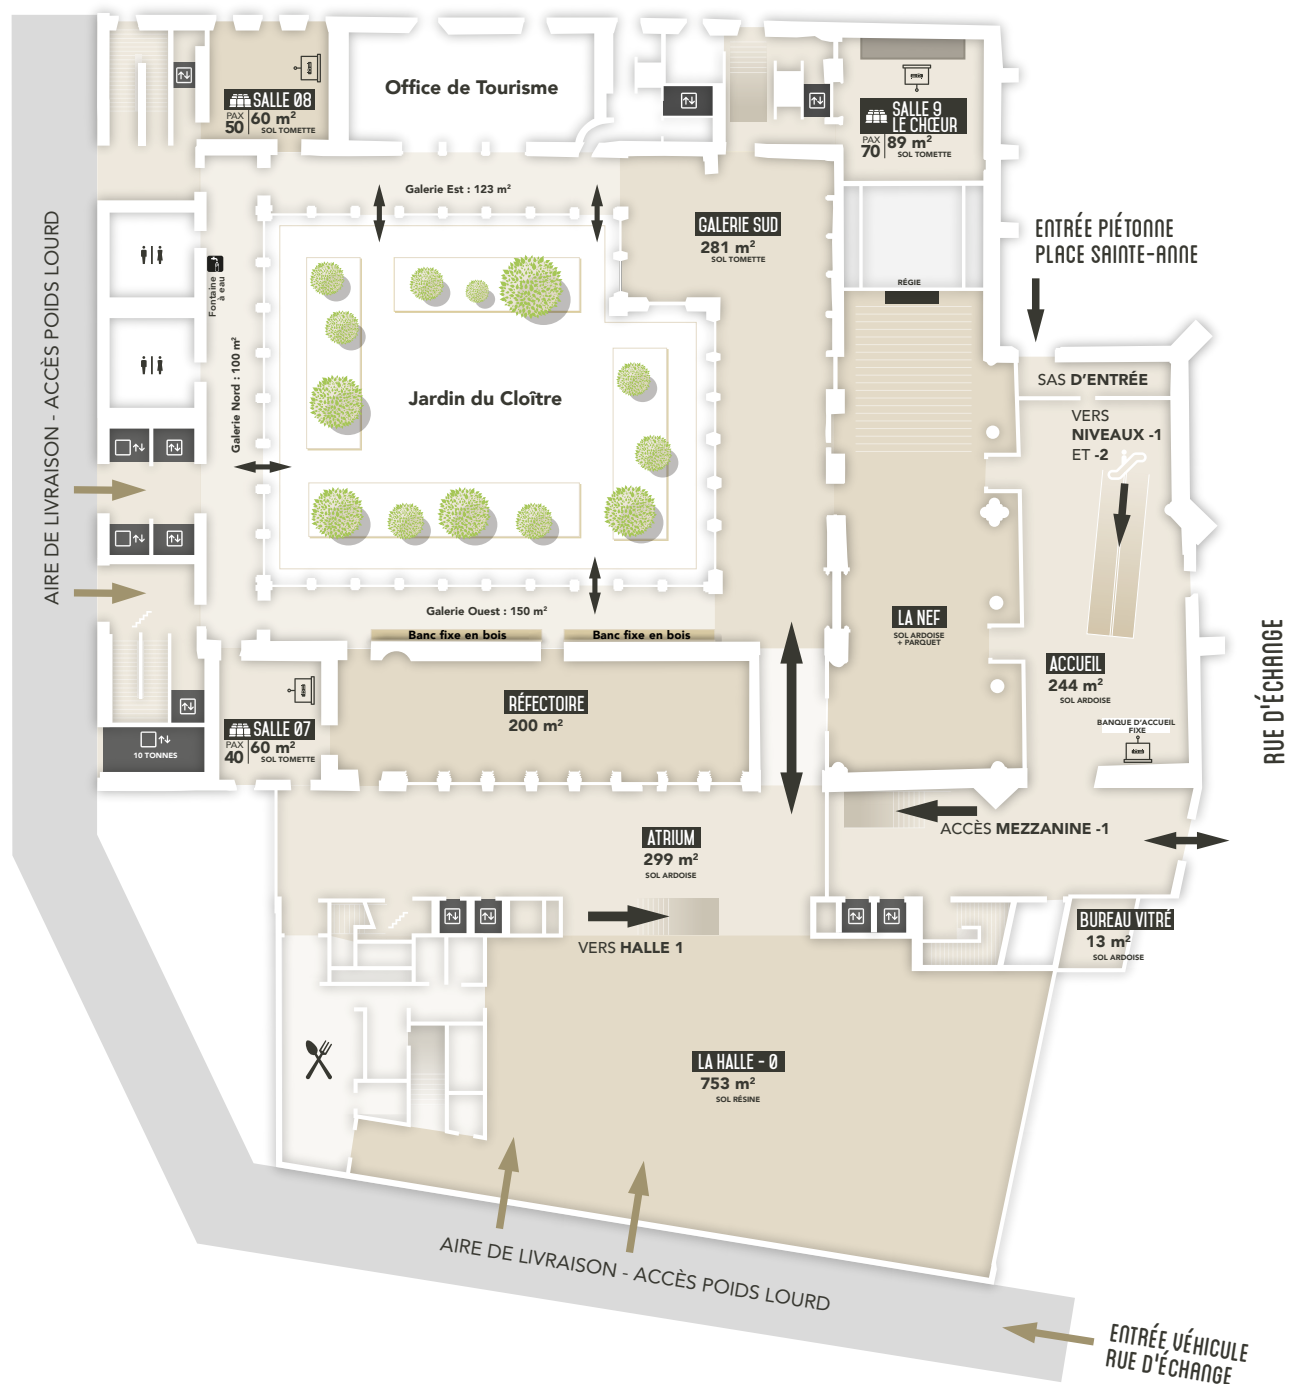 Office de Tourisme
SALLE 08
PAX
50
60 m²
SOL TOMETTE
SALLE 9
LE CHŒUR
PAX
70
89 m²
SOL TOMETTE
Galerie Est : 123 m²
GALERIE SUD
281 m²
SOL TOMETTE
ENTRÉE PIÉTONNE
PLACE SAINTE-ANNE
AIRE DE LIVRAISON - ACCÈS POIDS LOURD
Fontaine
à eau
RÉGIE
Galerie Nord : 100 m²
Jardin du Cloître
SAS D'ENTRÉE
VERS
NIVEAUX -1
ET -2
Galerie Ouest : 150 m²
Banc fixe en bois
Banc fixe en bois
LA NEF
SOL ARDOISE
+ PARQUET
ACCUEIL
244 m²
SOL ARDOISE
RUE D'ÉCHANGE
RÉFECTOIRE
200 m²
SALLE 07
PAX
40
60 m²
SOL TOMETTE
10 TONNES
BANQUE D'ACCUEIL
FIXE
ACCÈS MEZZANINE -1
ATRIUM
299 m²
SOL ARDOISE
VERS HALLE 1
BUREAU VITRÉ
13 m²
SOL ARDOISE
LA HALLE - 0
753 m²
SOL RÉSINE
AIRE DE LIVRAISON - ACCÈS POIDS LOURD
ENTRÉE VÉHICULE
RUE D'ÉCHANGE